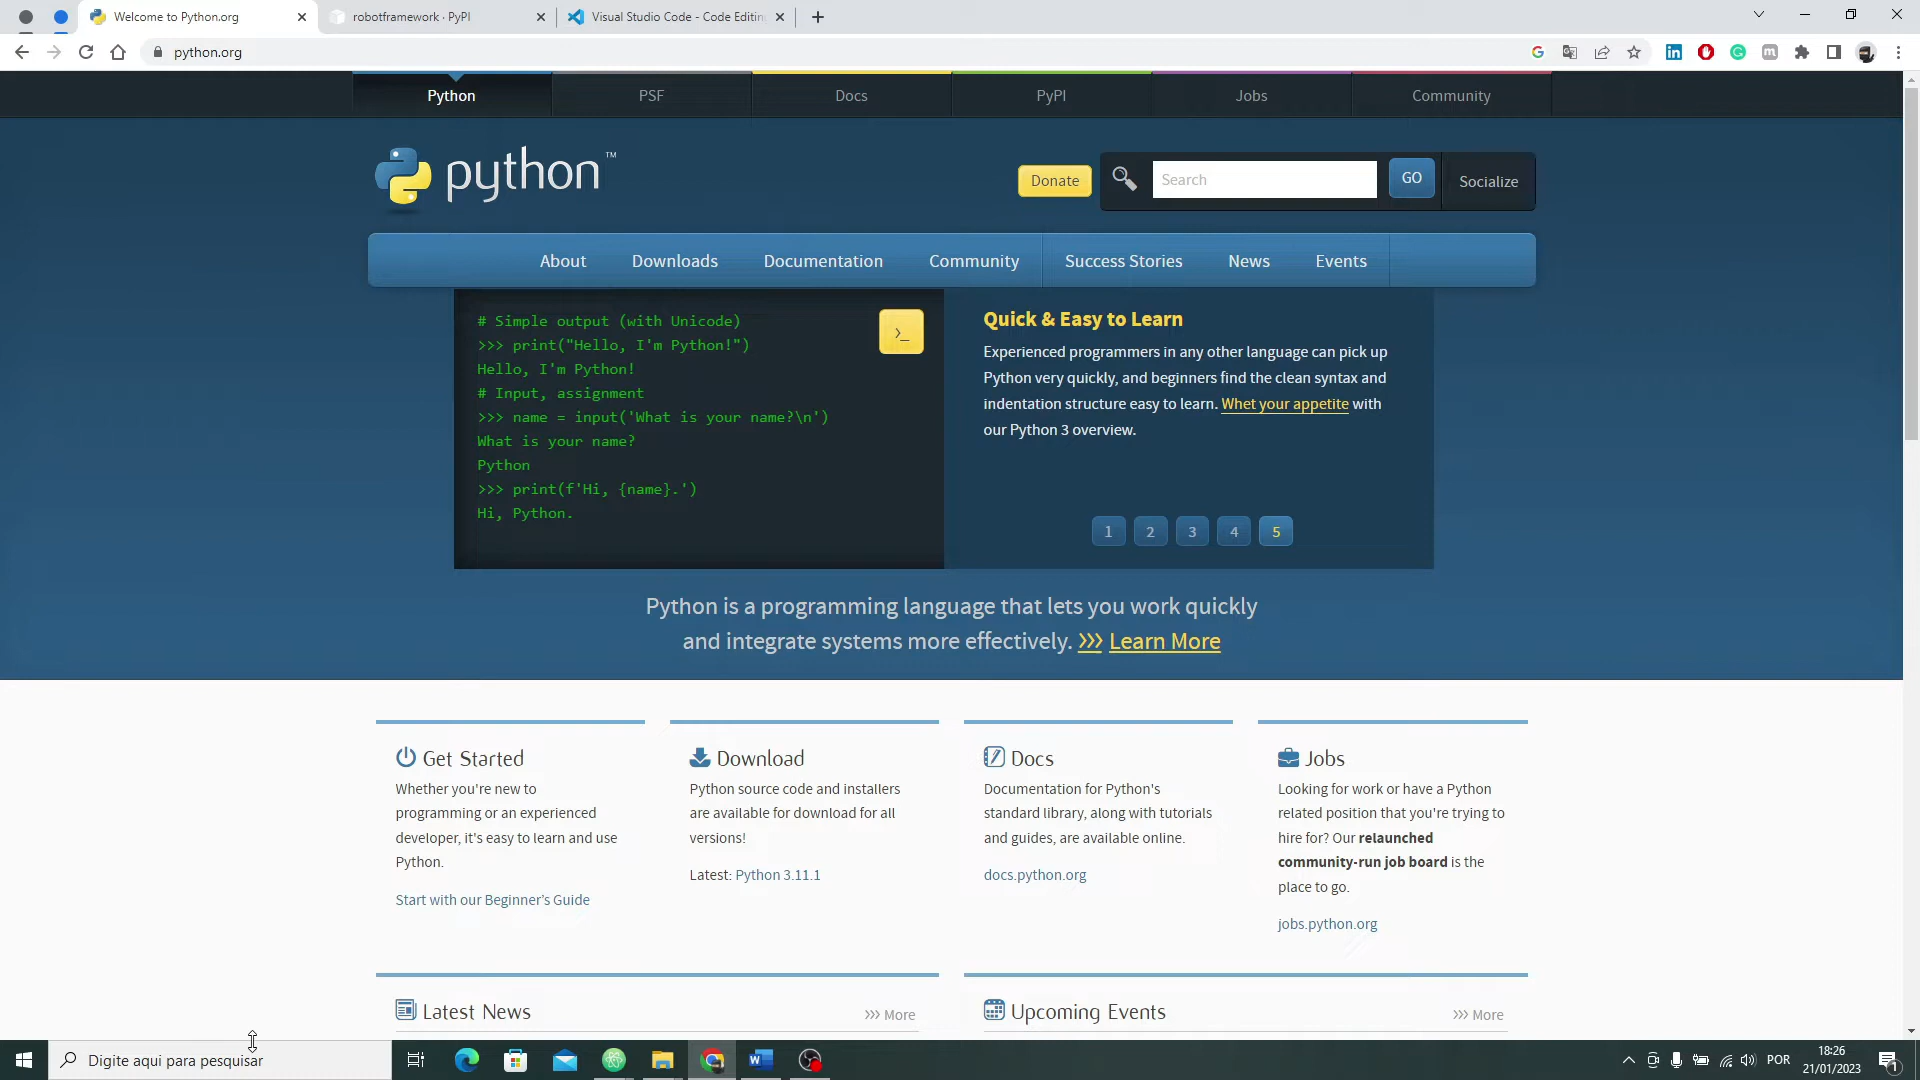 Welcome to Python.org
robotframework · PyPI
Visual Studio Code - Code Editin
python.org
Python
PSF
Docs
PyPI
Jobs
Community
python™
Donate
Search
GO
Socialize
About
Downloads
Documentation
Community
Success Stories
News
Events
# Simple output (with Unicode)
>>> print("Hello, I'm Python!")
Hello, I'm Python!
# Input, assignment
>>> name = input('What is your name?\n')
What is your name?
Python
>>> print(f'Hi, {name}.')
Hi, Python.
>_
Quick & Easy to Learn
Experienced programmers in any other language can pick up
Python very quickly, and beginners find the clean syntax and
indentation structure easy to learn. Whet your appetite with
our Python 3 overview.
1 2 3 4 5
Python is a programming language that lets you work quickly
and integrate systems more effectively. >>> Learn More
Get Started
Whether you're new to
programming or an experienced
developer, it's easy to learn and use
Python.
Start with our Beginner’s Guide
Download
Python source code and installers
are available for download for all
versions!
Latest: Python 3.11.1
Docs
Documentation for Python's
standard library, along with tutorials
and guides, are available online.
docs.python.org
Jobs
Looking for work or have a Python
related position that you're trying to
hire for? Our relaunched
community-run job board is the
place to go.
jobs.python.org
Latest News
>>> More
Upcoming Events
>>> More
Digite aqui para pesquisar
POR
18:26
21/01/2023
1